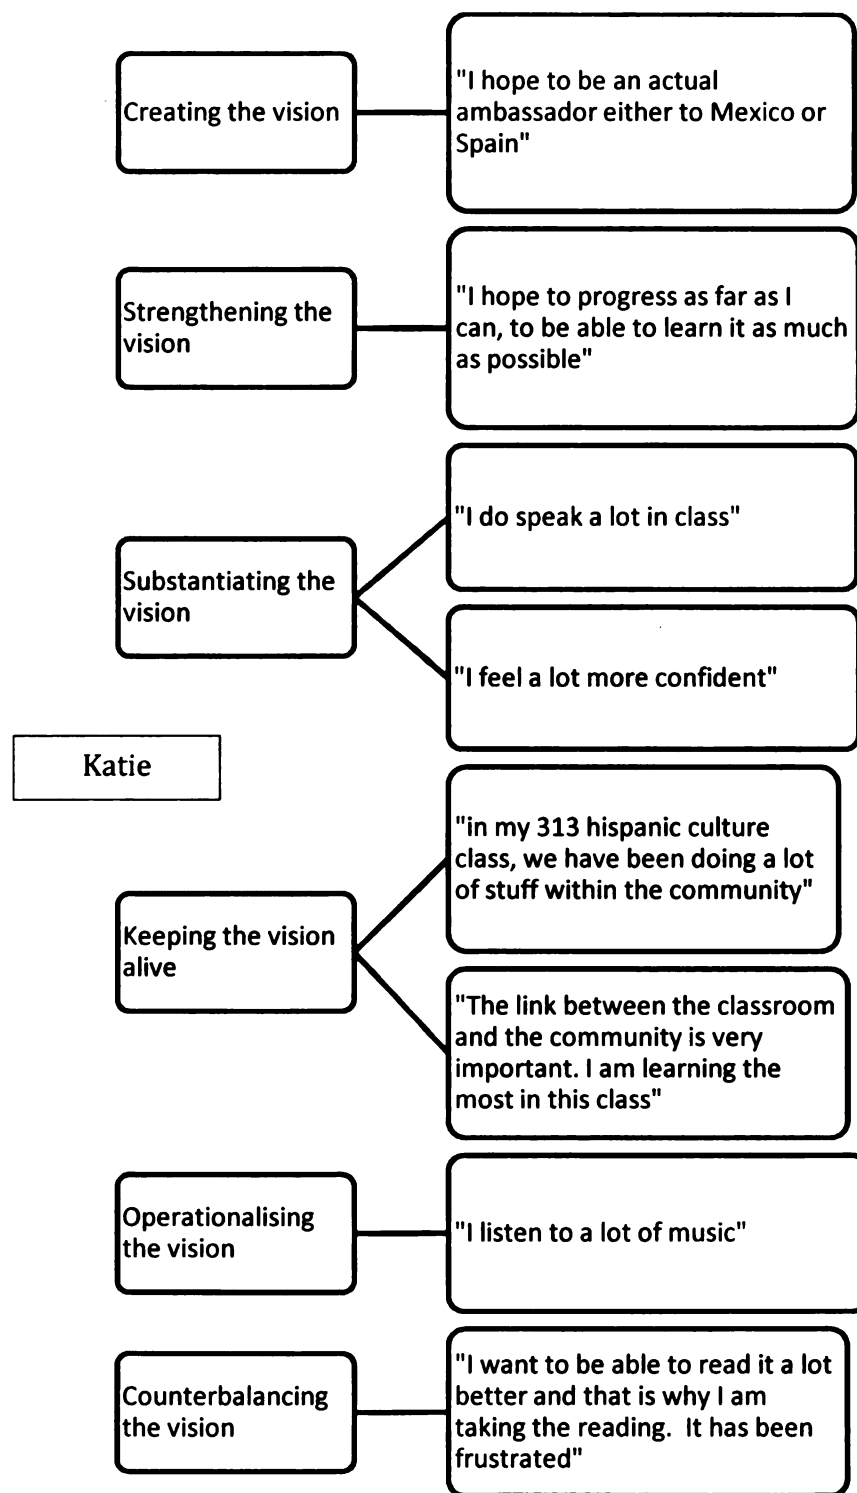 Creating the vision
"I hope to be an actual
ambassador either to Mexico or
Spain"
Strengthening the
vision
"I hope to progress as far as I
can, to be able to learn it as much
as possible"
Substantiating the
vision
"I do speak a lot in class"
"I feel a lot more confident"
Katie
Keeping the vision
alive
"in my 313 hispanic culture
class, we have been doing a lot
of stuff within the community"
"The link between the classroom
and the community is very
important. I am learning the
most in this class"
Operationalising
the vision
"I listen to a lot of music"
Counterbalancing
the vision
"I want to be able to read it a lot
better and that is why I am
taking the reading.  It has been
frustrated"